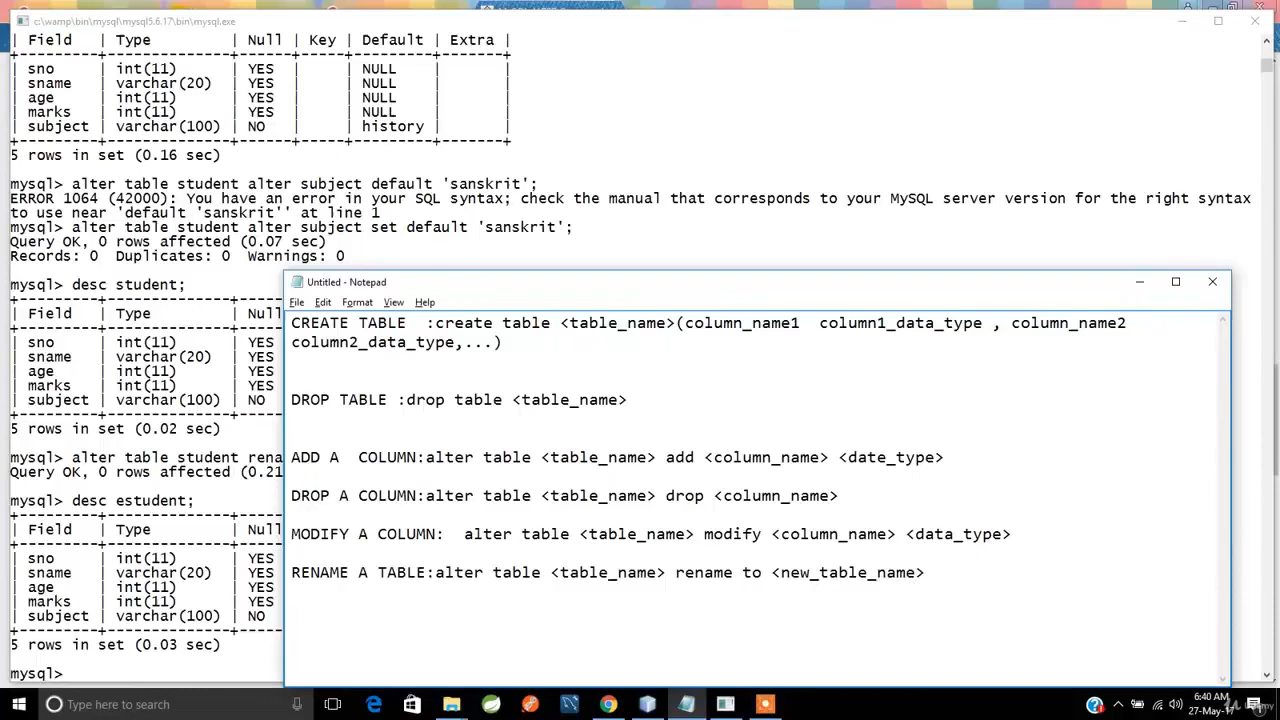 c:\wamp\bin\mysql\mysql5.6.17\bin\mysql.exe
| Field | Type | Null | Key | Default | Extra |
+---------+--------------+------+-----+---------+-------+
| sno | int(11) | YES | | NULL | |
| sname | varchar(20) | YES | | NULL | |
| age | int(11) | YES | | NULL | |
| marks | int(11) | YES | | NULL | |
| subject | varchar(100) | NO | | history | |
+---------+--------------+------+-----+---------+-------+
5 rows in set (0.16 sec)
mysql> alter table student alter subject default 'sanskrit';
ERROR 1064 (42000): You have an error in your SQL syntax; check the manual that corresponds to your MySQL server version for the right syntax
to use near 'default 'sanskrit'' at line 1
mysql> alter table student alter subject set default 'sanskrit';
Query OK, 0 rows affected (0.07 sec)
Records: 0 Duplicates: 0 Warnings: 0
mysql> desc student;
+---------+--------------+-----
| Field | Type | Null
+---------+--------------+-----
| sno | int(11) | YES
| sname | varchar(20) | YES
| age | int(11) | YES
| marks | int(11) | YES
| subject | varchar(100) | NO
+---------+--------------+-----
5 rows in set (0.02 sec)
mysql> alter table student rena
Query OK, 0 rows affected (0.21
mysql> desc estudent;
+---------+--------------+-----
| Field | Type | Null
+---------+--------------+-----
| sno | int(11) | YES
| sname | varchar(20) | YES
| age | int(11) | YES
| marks | int(11) | YES
| subject | varchar(100) | NO
+---------+--------------+-----
5 rows in set (0.03 sec)
mysql>
Untitled - Notepad
File Edit Format View Help
CREATE TABLE :create table <table_name>(column_name1 column1_data_type , column_name2
column2_data_type,...)
DROP TABLE :drop table <table_name>
ADD A COLUMN:alter table <table_name> add <column_name> <date_type>
DROP A COLUMN:alter table <table_name> drop <column_name>
MODIFY A COLUMN: alter table <table_name> modify <column_name> <data_type>
RENAME A TABLE:alter table <table_name> rename to <new_table_name>
Type here to search
6:40 AM
27-May-17